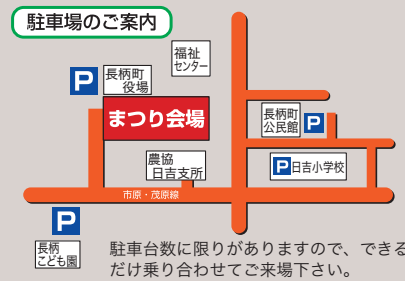 駐車場のご案内
福祉
センター
P
長柄町
役場
まつり会場
長柄町
公民館
P
農協
日吉支所
P日吉小学校
市原・茂原線
P
長柄
こども園
駐車台数に限りがありますので、できる
だけ乗り合わせてご来場下さい。